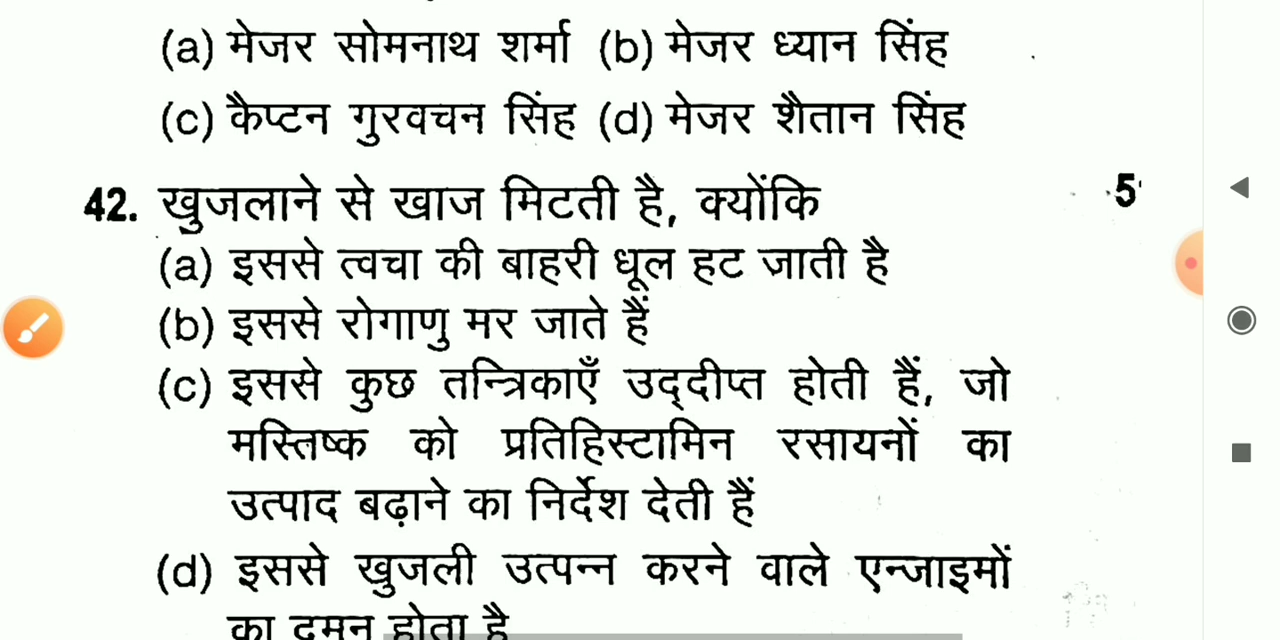 (a) मेजर सोमनाथ शर्मा (b) मेजर ध्यान सिंह
(c) कैप्टन गुरवचन सिंह (d) मेजर शैतान सिंह
42. खुजलाने से खाज मिटती है, क्योंकि
5
(a) इससे त्वचा की बाहरी धूल हट जाती है
(b) इससे रोगाणु मर जाते हैं
(c) इससे कुछ तन्त्रिकाएँ उद्दीप्त होती हैं, जो
मस्तिष्क को प्रतिहिस्टामिन रसायनों का
उत्पाद बढ़ाने का निर्देश देती हैं
(d) इससे खुजली उत्पन्न करने वाले एन्जाइमों
का दमन होता है